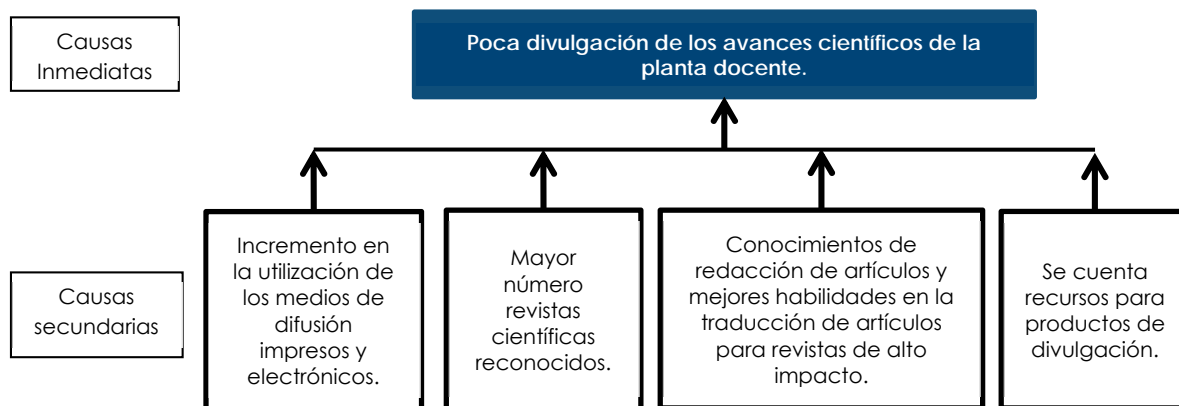 Causas
Inmediatas
Poca divulgación de los avances científicos de la
planta docente.
Causas
secundarias
Incremento en
la utilización de
los medios de
difusión
impresos y
electrónicos.
Mayor
número
revistas
científicas
reconocidos.
Conocimientos de
redacción de artículos y
mejores habilidades en la
traducción de artículos
para revistas de alto
impacto.
Se cuenta
recursos para
productos de
divulgación.